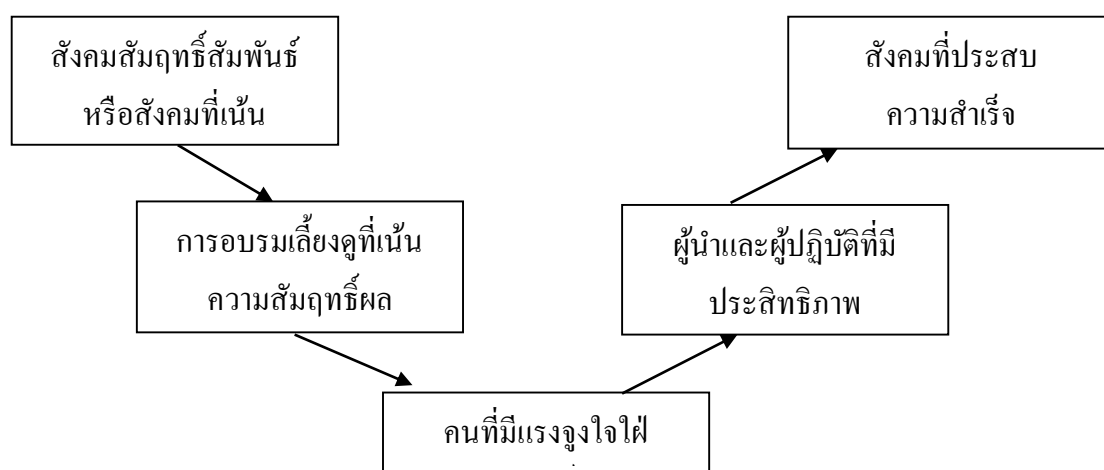 สังคมสัมฤทธิ์สัมพันธ์
หรือสังคมที่เน้น
สังคมที่ประสบ
ความสำเร็จ
การอบรมเลี้ยงดูที่เน้น
ความสัมฤทธิ์ผล
ผู้นำและผู้ปฏิบัติที่มี
ประสิทธิภาพ
คนที่มีแรงจูงใจใฝ่